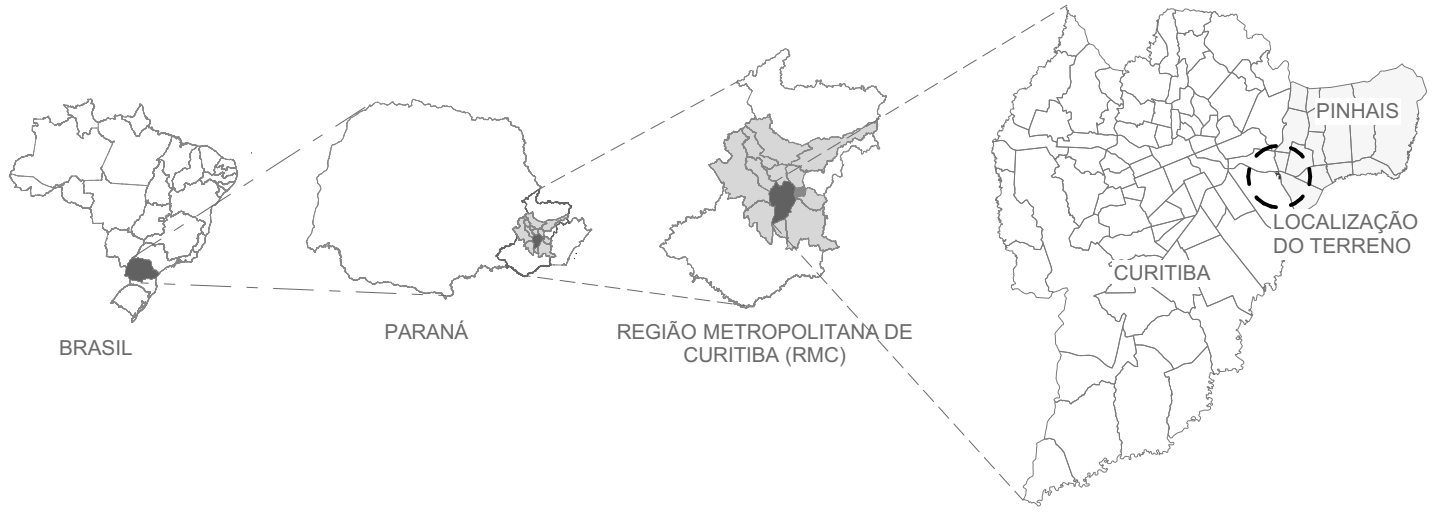 BRASIL
PARANÁ
REGIÃO METROPOLITANA DE
CURITIBA (RMC)
PINHAIS
LOCALIZAÇÃO
DO TERRENO
CURITIBA